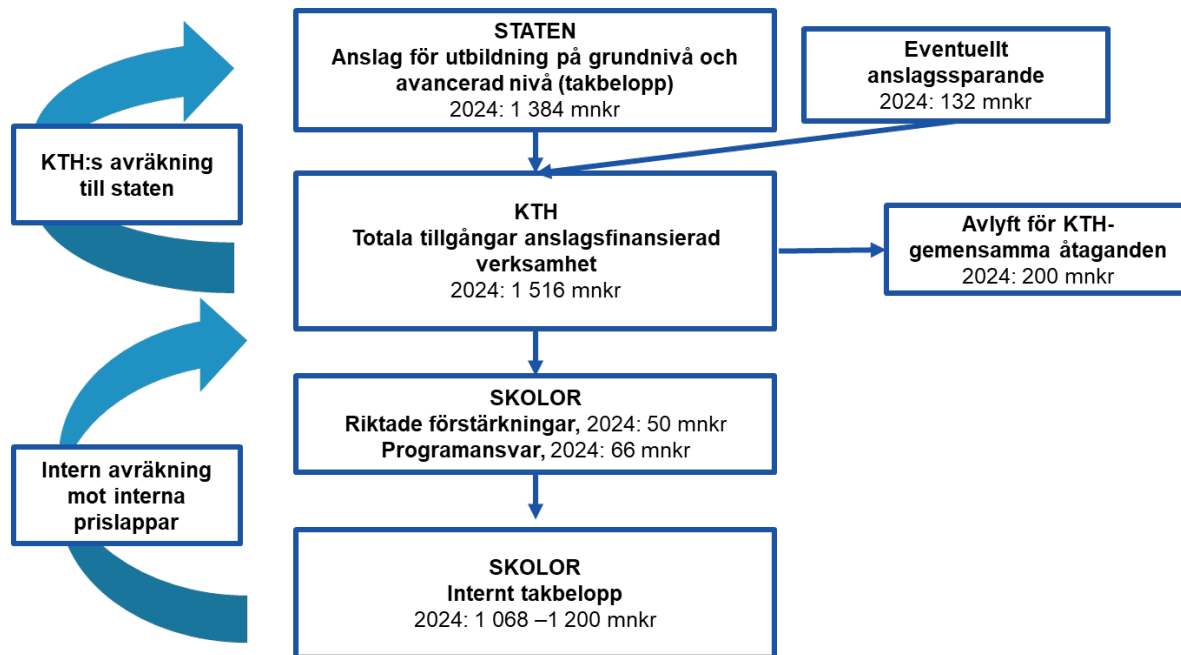 STATEN
Anslag för utbildning på grundnivå och
avancerad nivå (takbelopp)
2024: 1 384 mnkr
Eventuellt
anslagssparande
2024: 132 mnkr
KTH:s avräkning
till staten
KTH
Totala tillgångar anslagsfinansierad
verksamhet
2024: 1 516 mnkr
Avlyft för KTH-
gemensamma åtaganden
2024: 200 mnkr
SKOLOR
Riktade förstärkningar, 2024: 50 mnkr
Programansvar, 2024: 66 mnkr
Intern avräkning
mot interna
prislappar
SKOLOR
Internt takbelopp
2024: 1 068 –1 200 mnkr